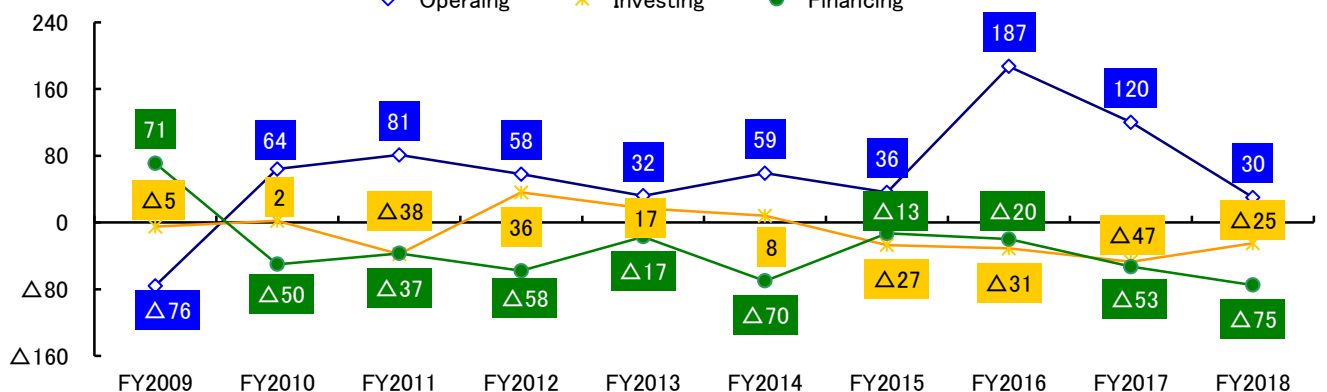 Operaing Investing Financing
240
187
160
120
81
71 64 58 59
80 32 36 30
△5 2 △38 △13 △20 △25
0 36 17 8 △47
△50 △37 △58 △17 △70 △27 △31 △53 △75
△80 △76
△160
FY2009 FY2010 FY2011 FY2012 FY2013 FY2014 FY2015 FY2016 FY2017 FY2018